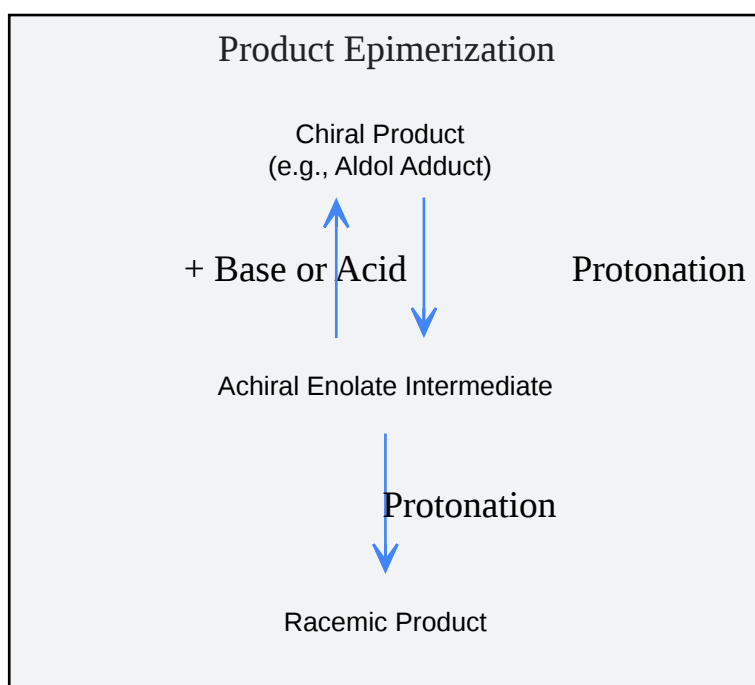 Product Epimerization
Chiral Product
(e.g., Aldol Adduct)
+ Base or Acid
Protonation
Achiral Enolate Intermediate
Protonation
Racemic Product